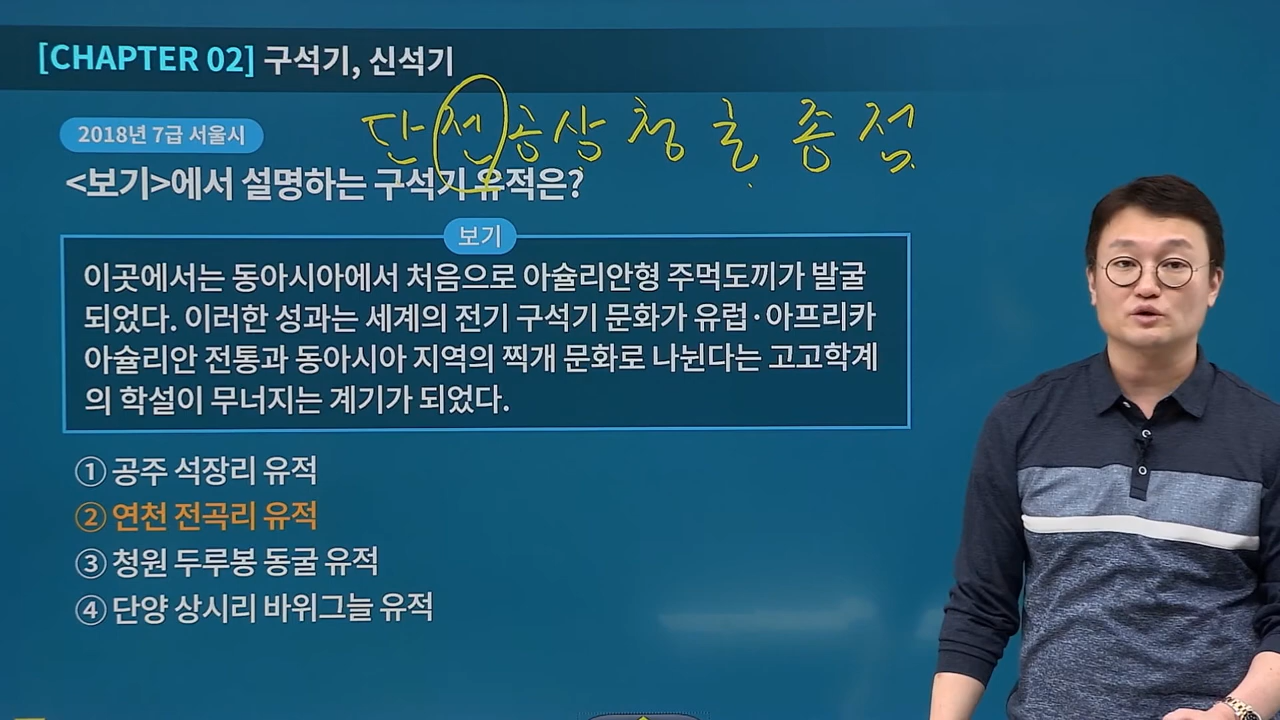 [CHAPTER 02] 구석기, 신석기
단전공상청흥종점
2018년 7급 서울시
<보기>에서 설명하는 구석기 유적은?
보기
이곳에서는 동아시아에서 처음으로 아슐리안형 주먹도끼가 발굴
되었다. 이러한 성과는 세계의 전기 구석기 문화가 유럽·아프리카
아슐리안 전통과 동아시아 지역의 찍개 문화로 나뉜다는 고고학계
의 학설이 무너지는 계기가 되었다.
① 공주 석장리 유적
② 연천 전곡리 유적
③ 청원 두루봉 동굴 유적
④ 단양 상시리 바위그늘 유적